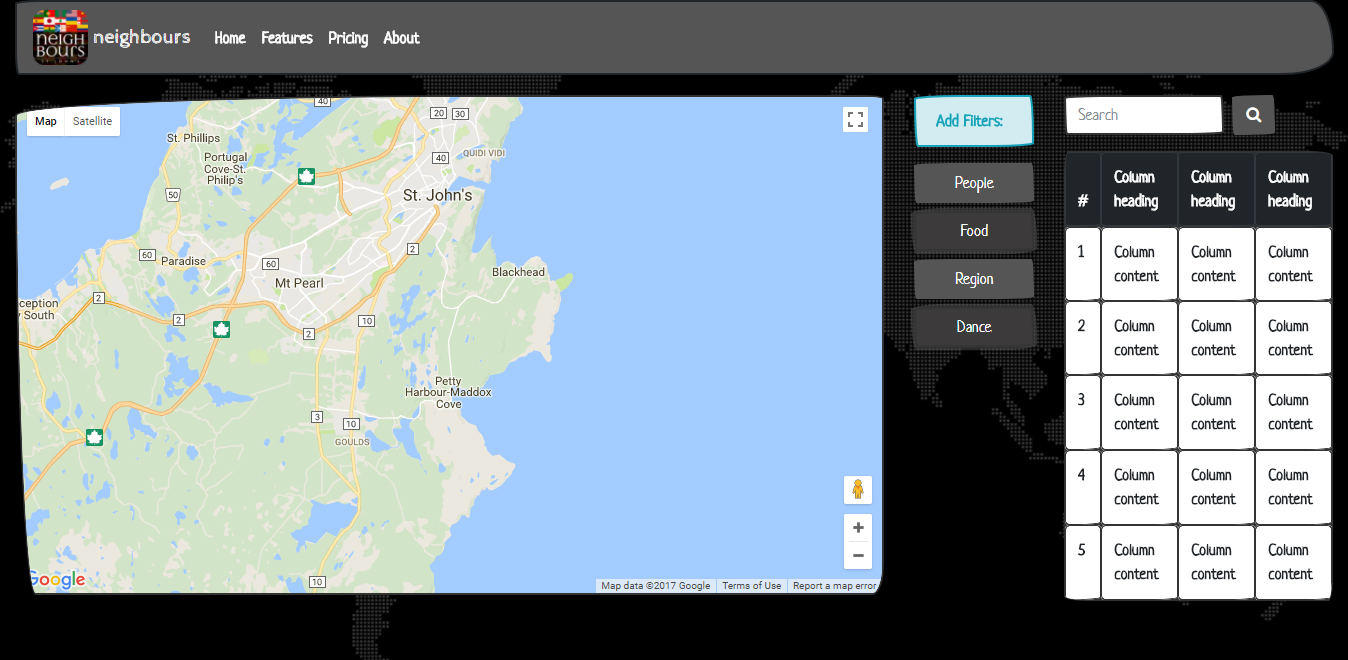 NEIGH
BOURS
ST. JOHN'S
neighbours
Home
Features
Pricing
About
Map
Satellite
40
20
30
St. Phillips
Portugal
Cove-St.
Philip's
40
QUIDI VIDI
50
St. John's
60
Paradise
60
2
Mt Pearl
Blackhead
2
ception
y South
2
10
2
Petty
Harbour-Maddox
Cove
3
10
GOULDS
10
Google
Map data ©2017 Google
Terms of Use
Report a map error
Add Filters:
People
Food
Region
Dance
Search
#
Column
heading
Column
heading
Column
heading
1
Column
content
Column
content
Column
content
2
Column
content
Column
content
Column
content
3
Column
content
Column
content
Column
content
4
Column
content
Column
content
Column
content
5
Column
content
Column
content
Column
content